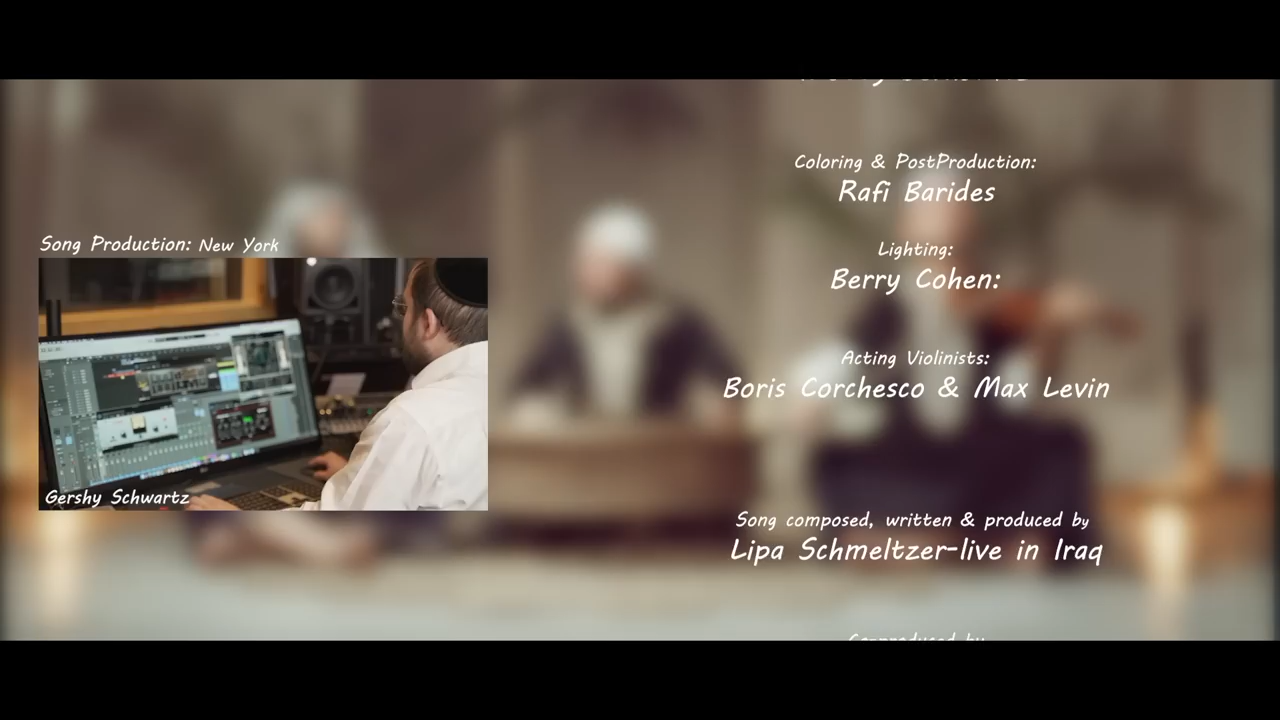 Song Production: New York
Gershy Schwartz
Coloring & PostProduction:
Rafi Barides
Lighting:
Berry Cohen:
Acting Violinists:
Boris Corchesco & Max Levin
Song composed, written & produced by
Lipa Schmeltzer-live in Iraq